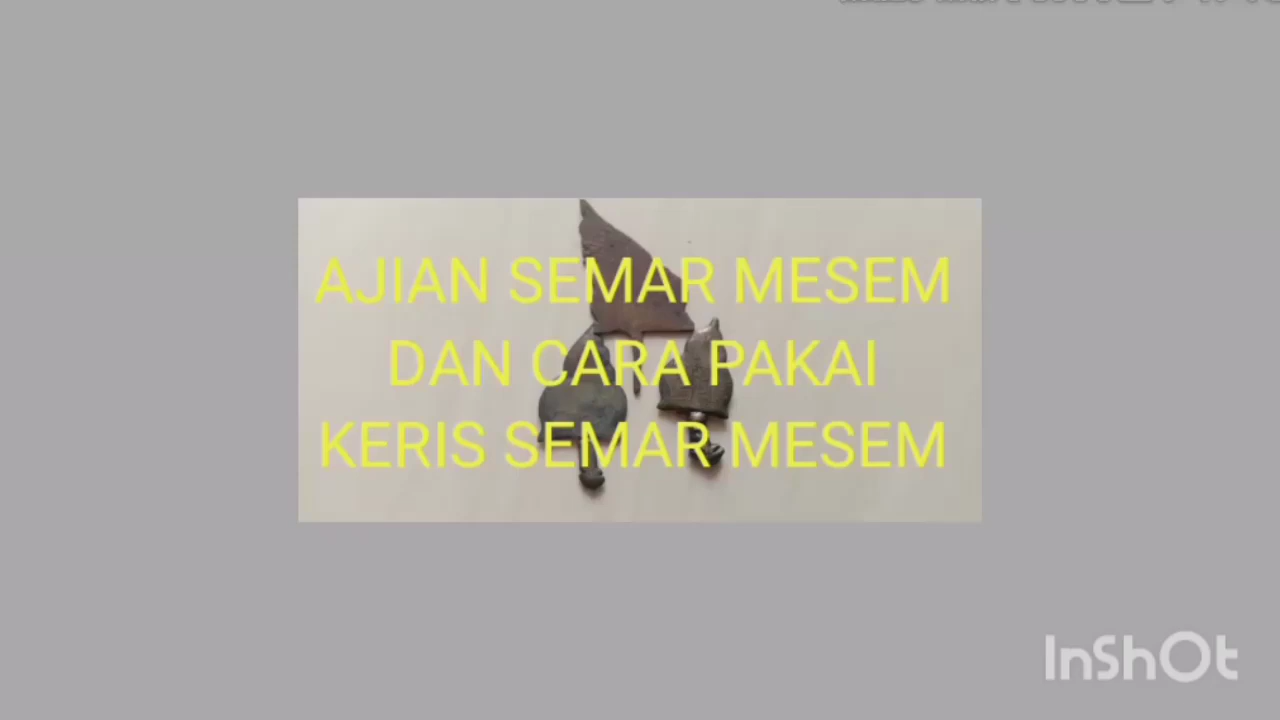 AJIAN SEMAR MESEM
DAN CARA PAKAI
KERIS SEMAR MESEM
InShOt